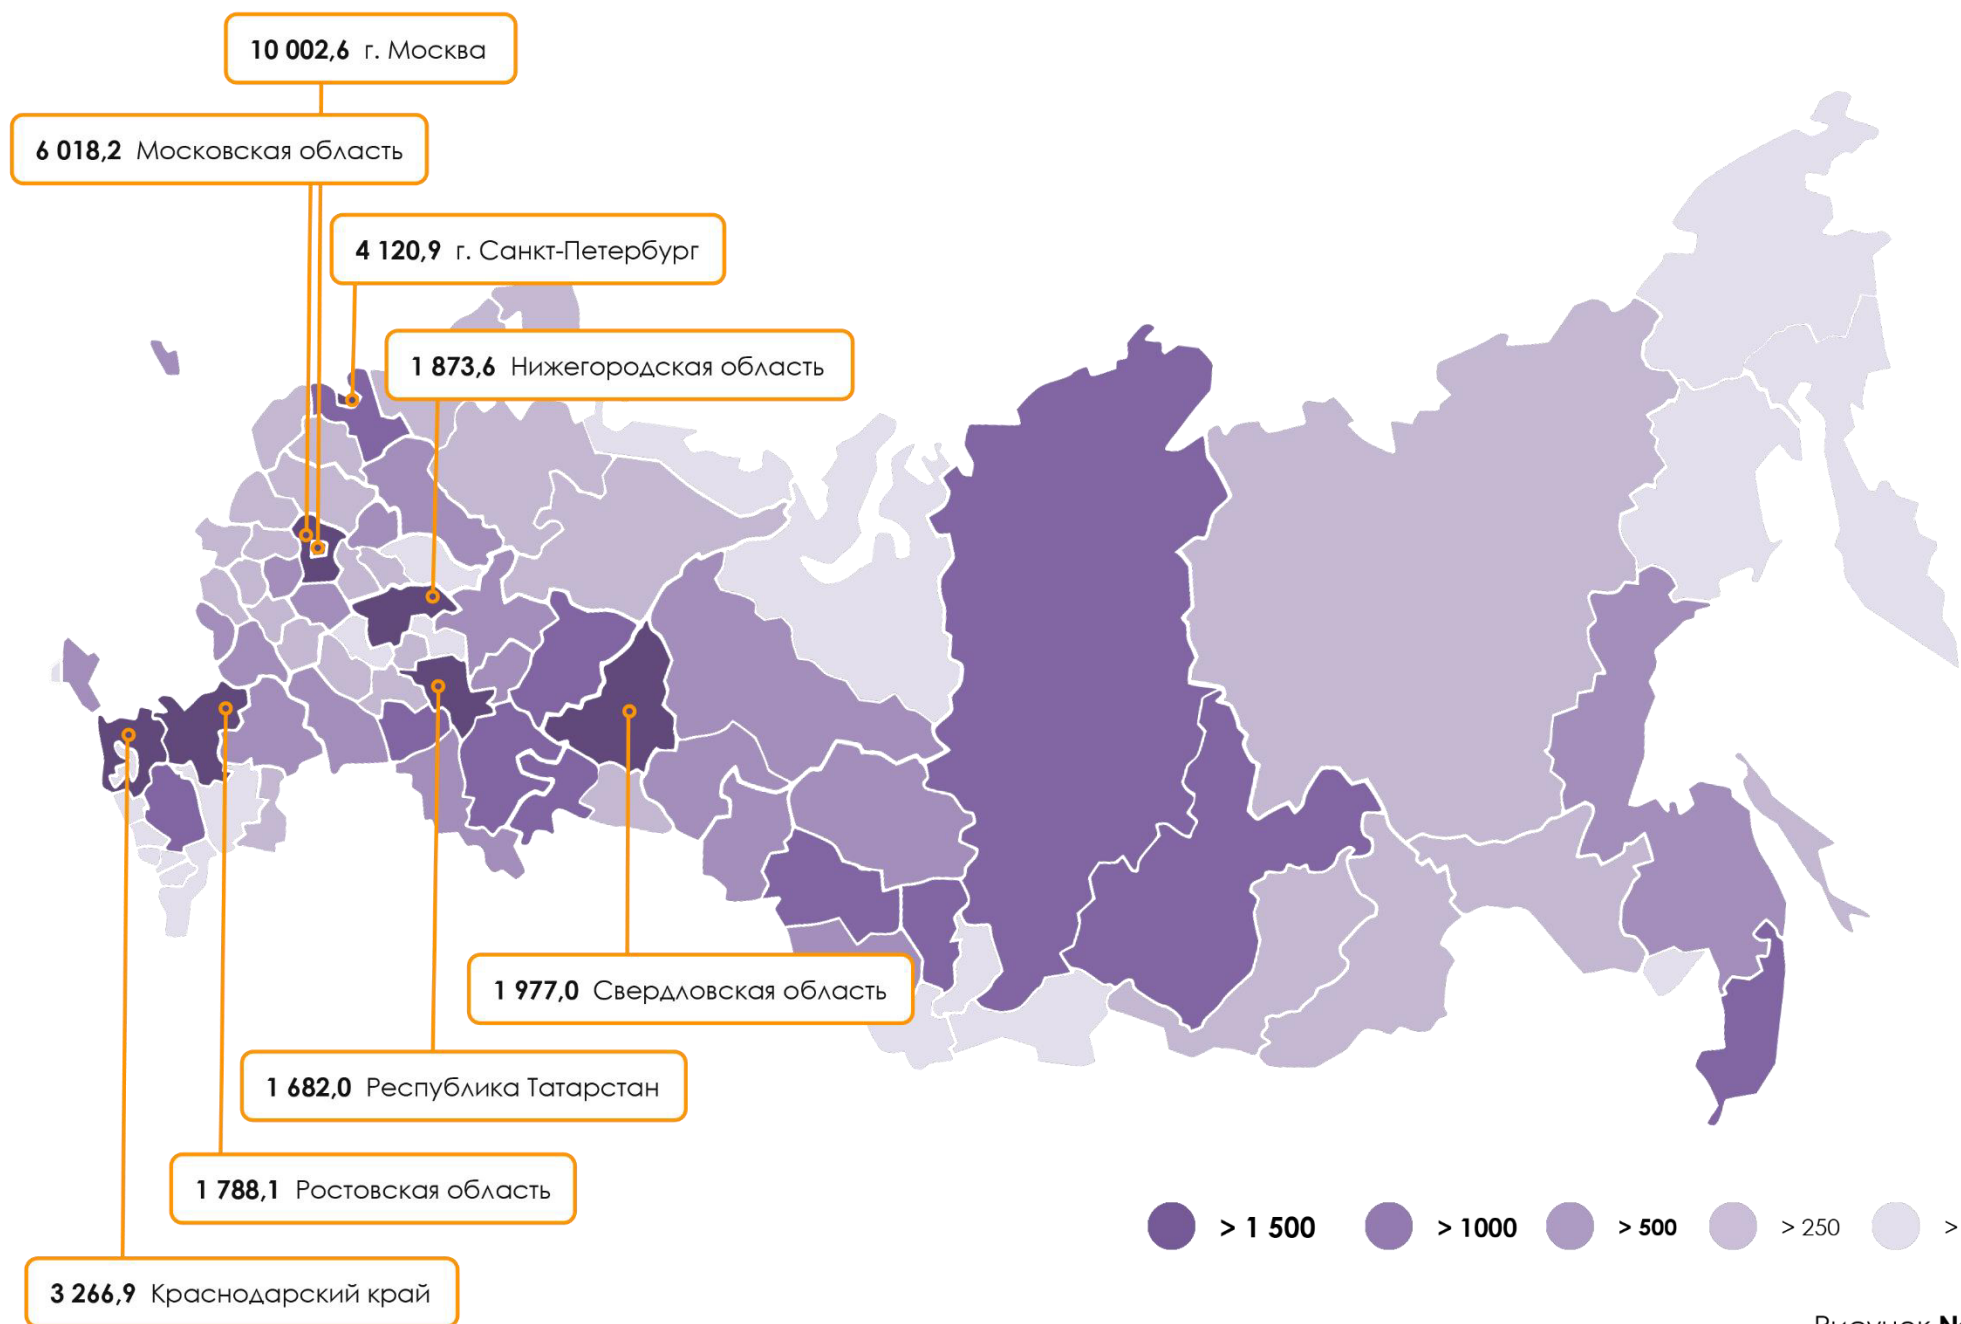 10 002,6 г. Москва
6 018,2 Московская область
4 120,9 г. Санкт-Петербург
1 873,6 Нижегородская область
1 977,0 Свердловская область
1 682,0 Республика Татарстан
1 788,1 Ростовская область
3 266,9 Краснодарский край
> 1 500 > 1000 > 500 > 250 >
Рисунок